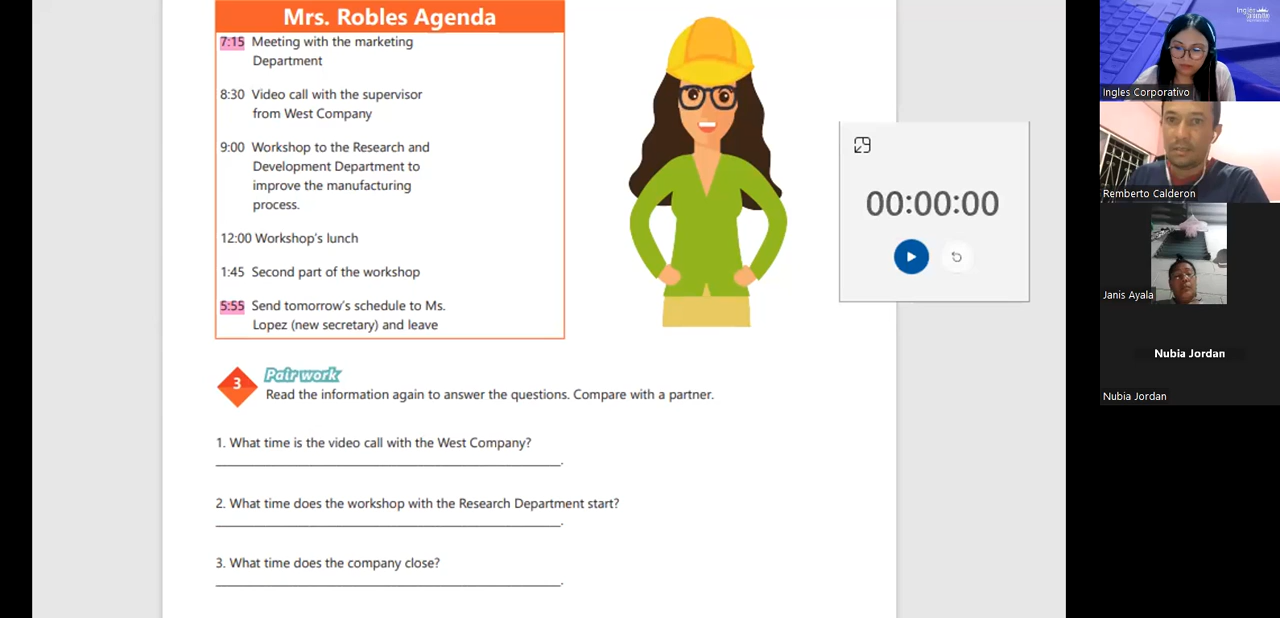 Mrs. Robles Agenda
7:15 Meeting with the marketing
Department
8:30 Video call with the supervisor
from West Company
9:00 Workshop to the Research and
Development Department to
improve the manufacturing
process.
12:00 Workshop's lunch
1:45 Second part of the workshop
5:55 Send tomorrow's schedule to Ms.
Lopez (new secretary) and leave
00:00:00
3
Pair work
Read the information again to answer the questions. Compare with a partner.
1. What time is the video call with the West Company?
2. What time does the workshop with the Research Department start?
3. What time does the company close?
Ingles Corporativo
Remberto Calderon
Janis Ayala
Nubia Jordan
Nubia Jordan